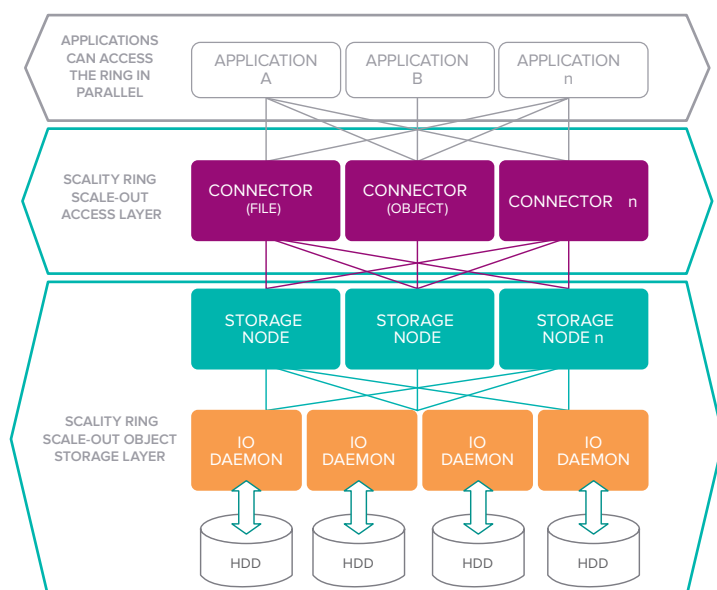 APPLICATIONS
CAN ACCESS
THE RING IN
PARALLEL
APPLICATION
A
APPLICATION
B
APPLICATION
n
SCALITY RING
SCALE-OUT
ACCESS LAYER
CONNECTOR
(FILE)
CONNECTOR
(OBJECT)
CONNECTOR n
STORAGE
NODE
STORAGE
NODE
STORAGE
NODE n
SCALITY RING
SCALE-OUT OBJECT
STORAGE LAYER
IO
DAEMON
IO
DAEMON
IO
DAEMON
IO
DAEMON
HDD
HDD
HDD
HDD